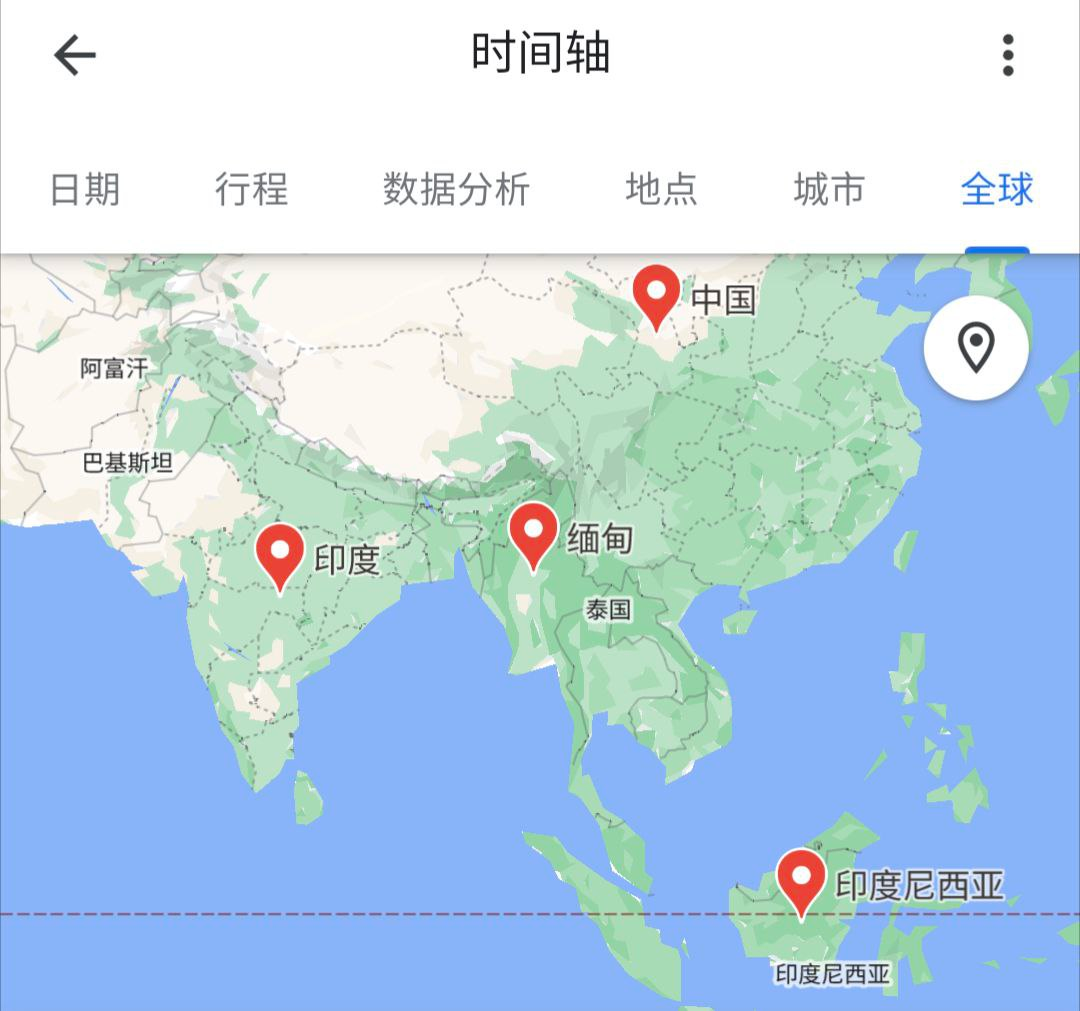 时间轴
日期 行程 数据分析 地点 城市 全球
中国
阿富汗
巴基斯坦
印度
缅甸
泰国
印度尼西亚
印度尼西亚